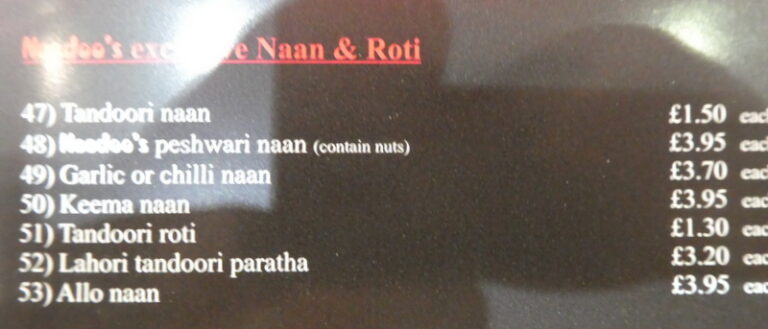 Naan & Roti
47) Tandoori naan £1.50 each
48) peshwari naan (contain nuts) £3.95 eac
49) Garlic or chilli naan £3.70 eac
50) Keema naan £3.95 eac
51) Tandoori roti £1.30 eac
52) Lahori tandoori paratha £3.20 eac
53) Allo naan £3.95 eac